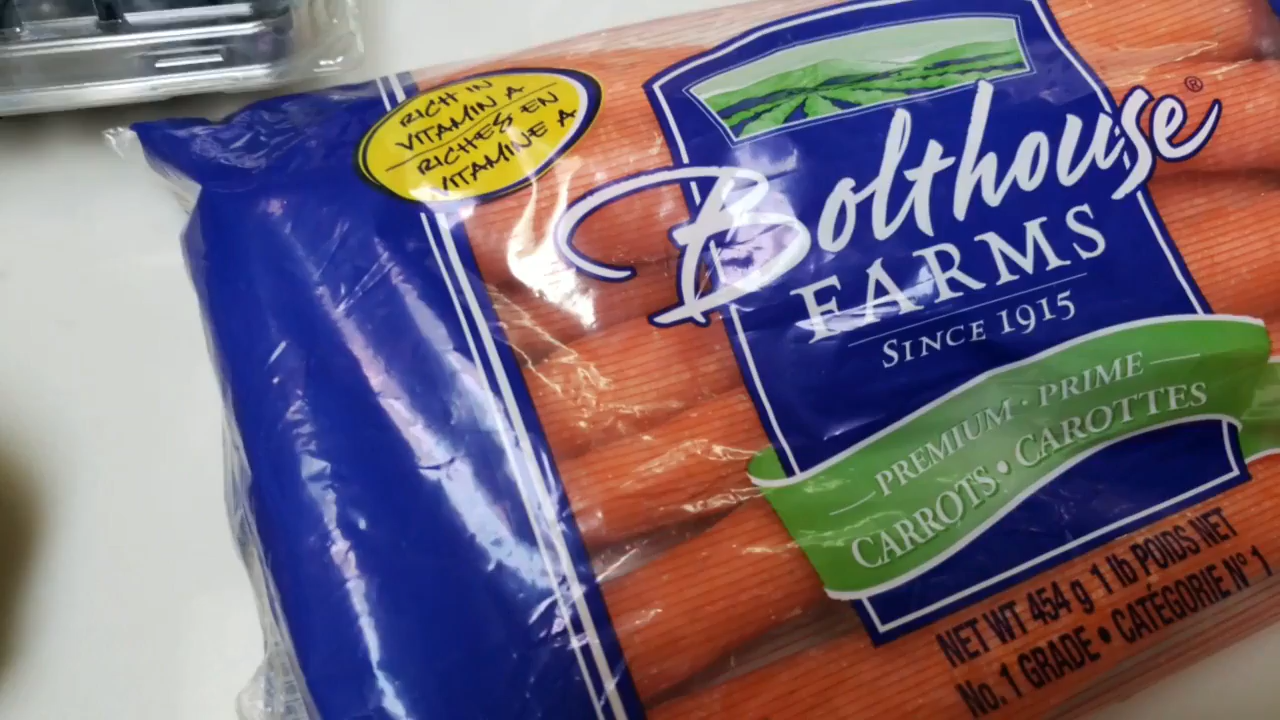 RICH IN
VITAMIN A
RICHES EN
VITAMINE A
Bolthouse®
FARMS
SINCE 1915
PREMIUM · PRIME
CARROTS • CAROTTES
NET WT 454 g 1 lb POIDS NET
No. 1 GRADE • CATÉGORIE N° 1